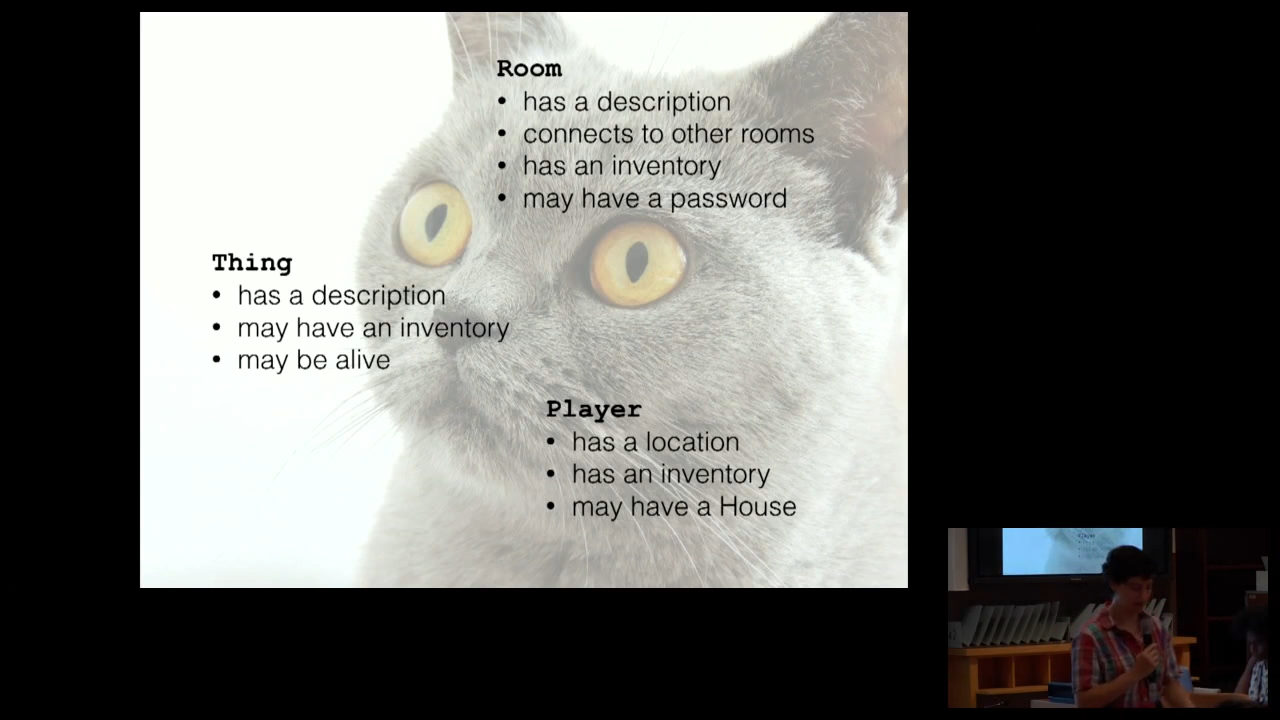 Room
• has a description
• connects to other rooms
• has an inventory
• may have a password
Thing
• has a description
• may have an inventory
• may be alive
Player
• has a location
• has an inventory
• may have a House
Player